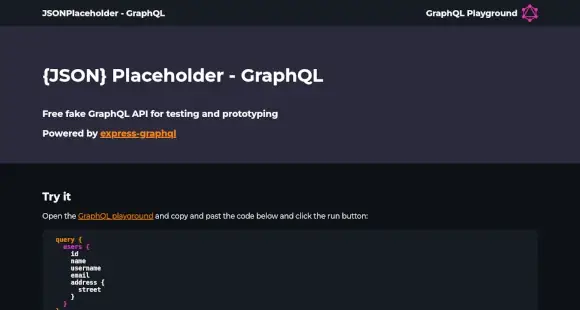 JSONPlaceholder - GraphQL
GraphQL Playground
{JSON} Placeholder - GraphQL
Free fake GraphQL API for testing and prototyping
Powered by express-graphql
Try it
Open the GraphQL playground and copy and past the code below and click the run button:
query {
users {
id
name
username
email
address {
street
}
}